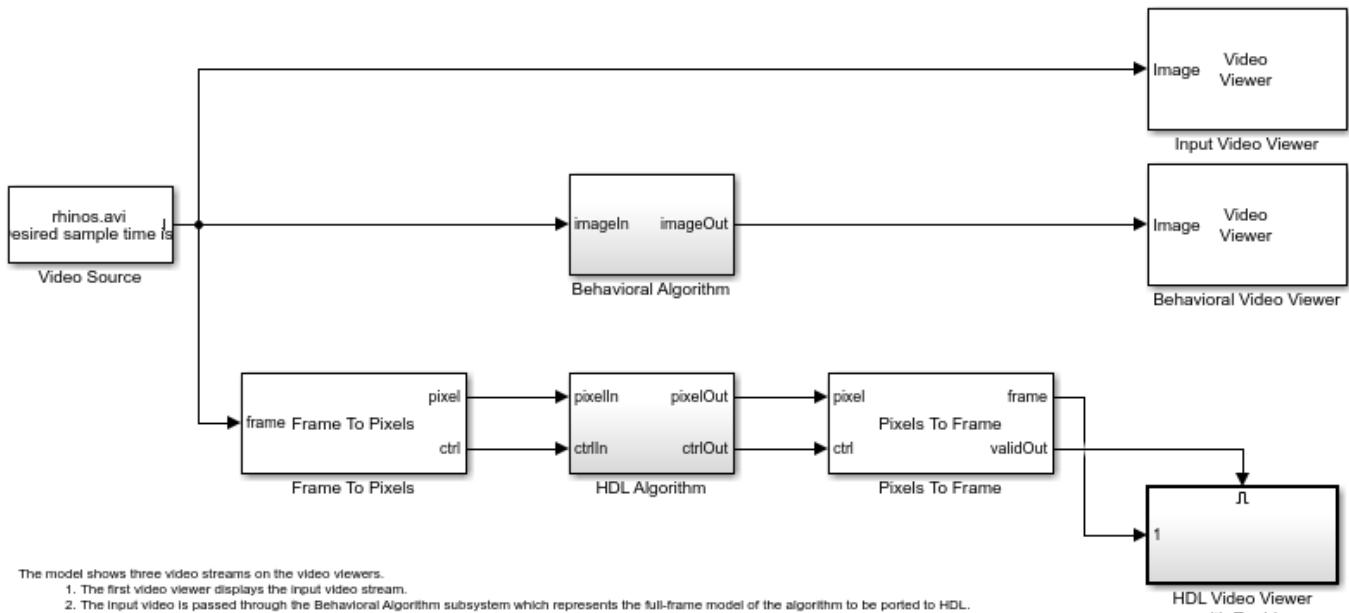 Video
Viewer
Image
Input Video Viewer
rhinos.avi
sample time
Video Source
imageIn
imageOut
Behavioral Algorithm
Video
Viewer
Image
Behavioral Video Viewer
frame
Frame To Pixels
pixel
ctrl
Frame To Pixels
pixelIn
ctrlIn
pixelOut
ctrlOut
HDL Algorithm
pixel
ctrl
Pixels To Frame
frame
validOut
Pixels To Frame
1
HDL Video Viewer
The model shows three video streams on the video viewers.
1. The first video viewer displays the input video stream.
2. The input video is passed through the Behavioral Algorithm subsystem which represents the full-frame model of the algorithm to be ported to HDL.